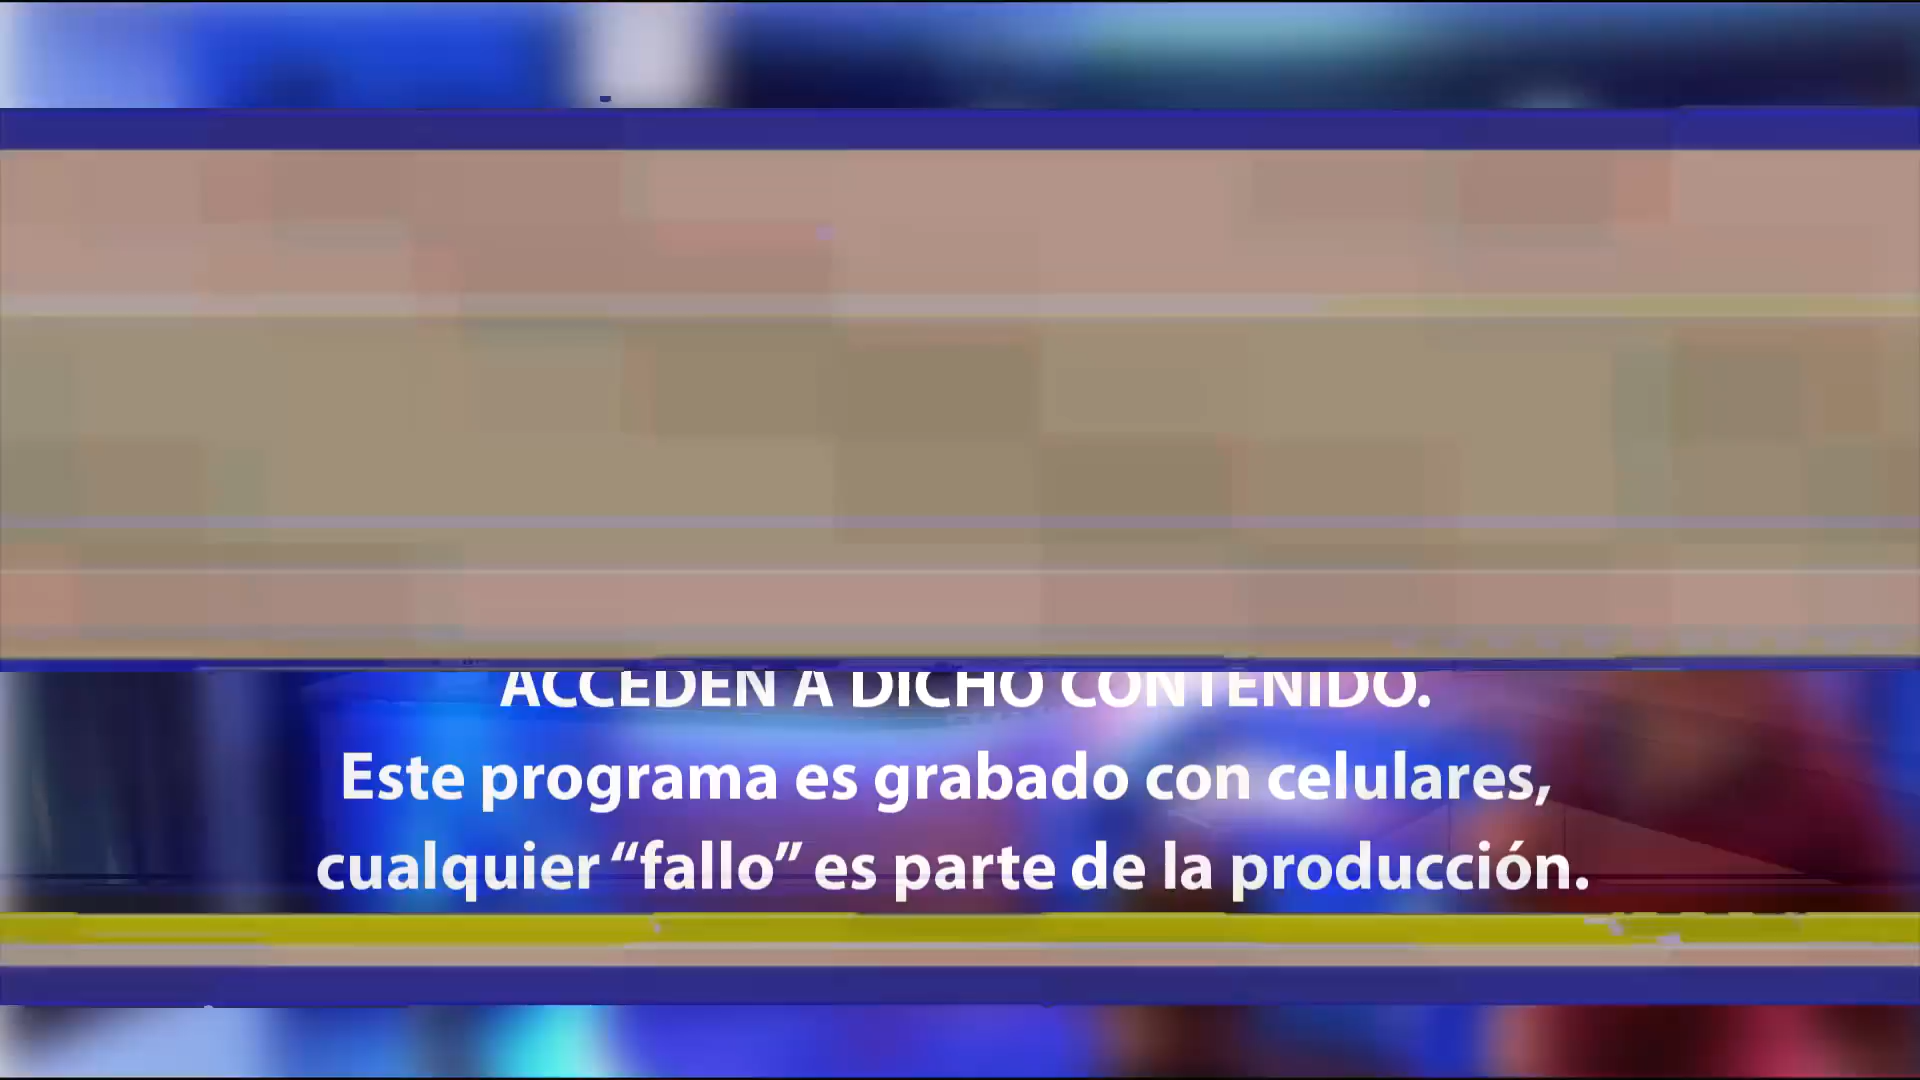 ACCEDEN A DICHO CONTENIDO.
Este programa es grabado con celulares,
cualquier “fallo” es parte de la producción.